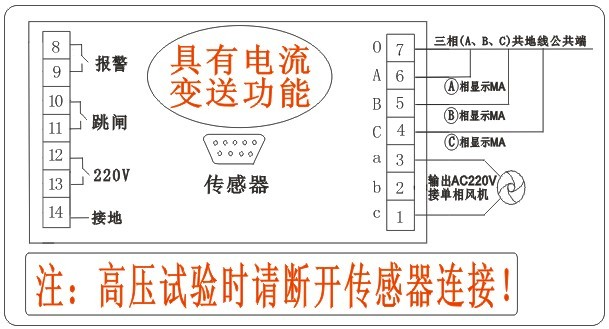 8
9
报警
10
11
跳闸
12
13
220V
14
接地
具有电流
变送功能
传感器
O 7 三相(A、B、C)共地线公共端
A 6 Ⓐ相显示MA
B 5 Ⓑ相显示MA
C 4 Ⓒ相显示MA
a 3
b 2
c 1
输出AC220V
接单相风机
注：高压试验时请断开传感器连接！